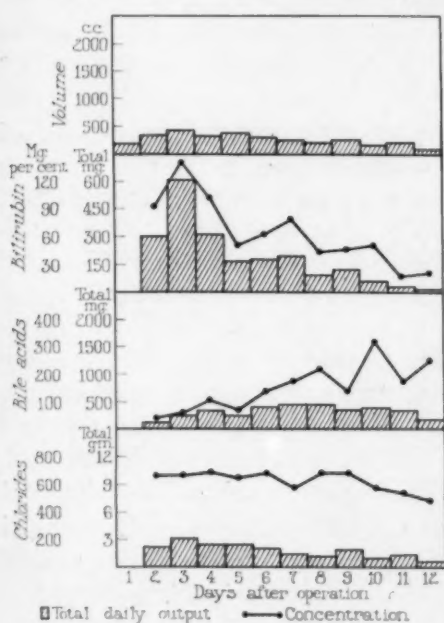 c.c.
2000
1500
1000
500
Volume
Mg. per cent.
Total mg.
120 600
90 450
60 300
30 150
Bilirubin
Total mg.
400 2000
300 1500
200 1000
100 500
Bile acids
Total gm.
800 12
600 9
400 6
200 3
Chlorides
1 2 3 4 5 6 7 8 9 10 11 12
Days after operation
Total daily output
Concentration